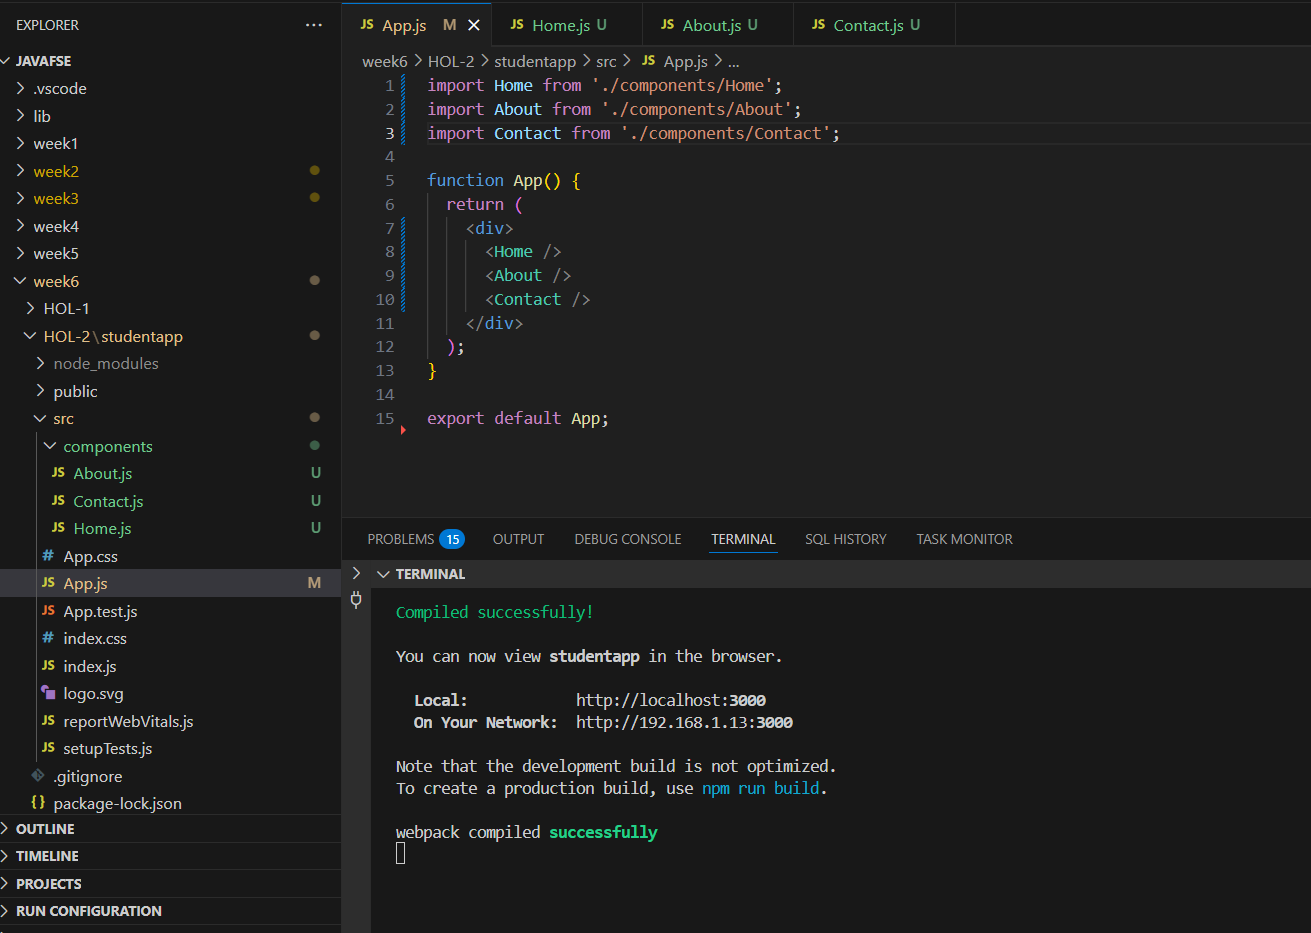 EXPLORER
JAVAFSE
.vscode
lib
week1
week2
week3
week4
week5
week6
HOL-1
HOL-2\studentapp
node_modules
public
src
components
JS About.js U
JS Contact.js U
JS Home.js U
# App.css
JS App.js M
JS App.test.js
# index.css
JS index.js
logo.svg
JS reportWebVitals.js
JS setupTests.js
.gitignore
{} package-lock.json
OUTLINE
TIMELINE
PROJECTS
RUN CONFIGURATION
JS App.js M JS Home.js U JS About.js U JS Contact.js U
week6 > HOL-2 > studentapp > src > JS App.js > ...
1 import Home from './components/Home';
2 import About from './components/About';
3 import Contact from './components/Contact';
4
5 function App() {
6 return (
7 <div>
8 <Home />
9 <About />
10 <Contact />
11 </div>
12 );
13 }
14
15 export default App;
PROBLEMS 15 OUTPUT DEBUG CONSOLE TERMINAL SQL HISTORY TASK MONITOR
TERMINAL
Compiled successfully!
You can now view studentapp in the browser.
Local: http://localhost:3000
On Your Network: http://192.168.1.13:3000
Note that the development build is not optimized.
To create a production build, use npm run build.
webpack compiled successfully